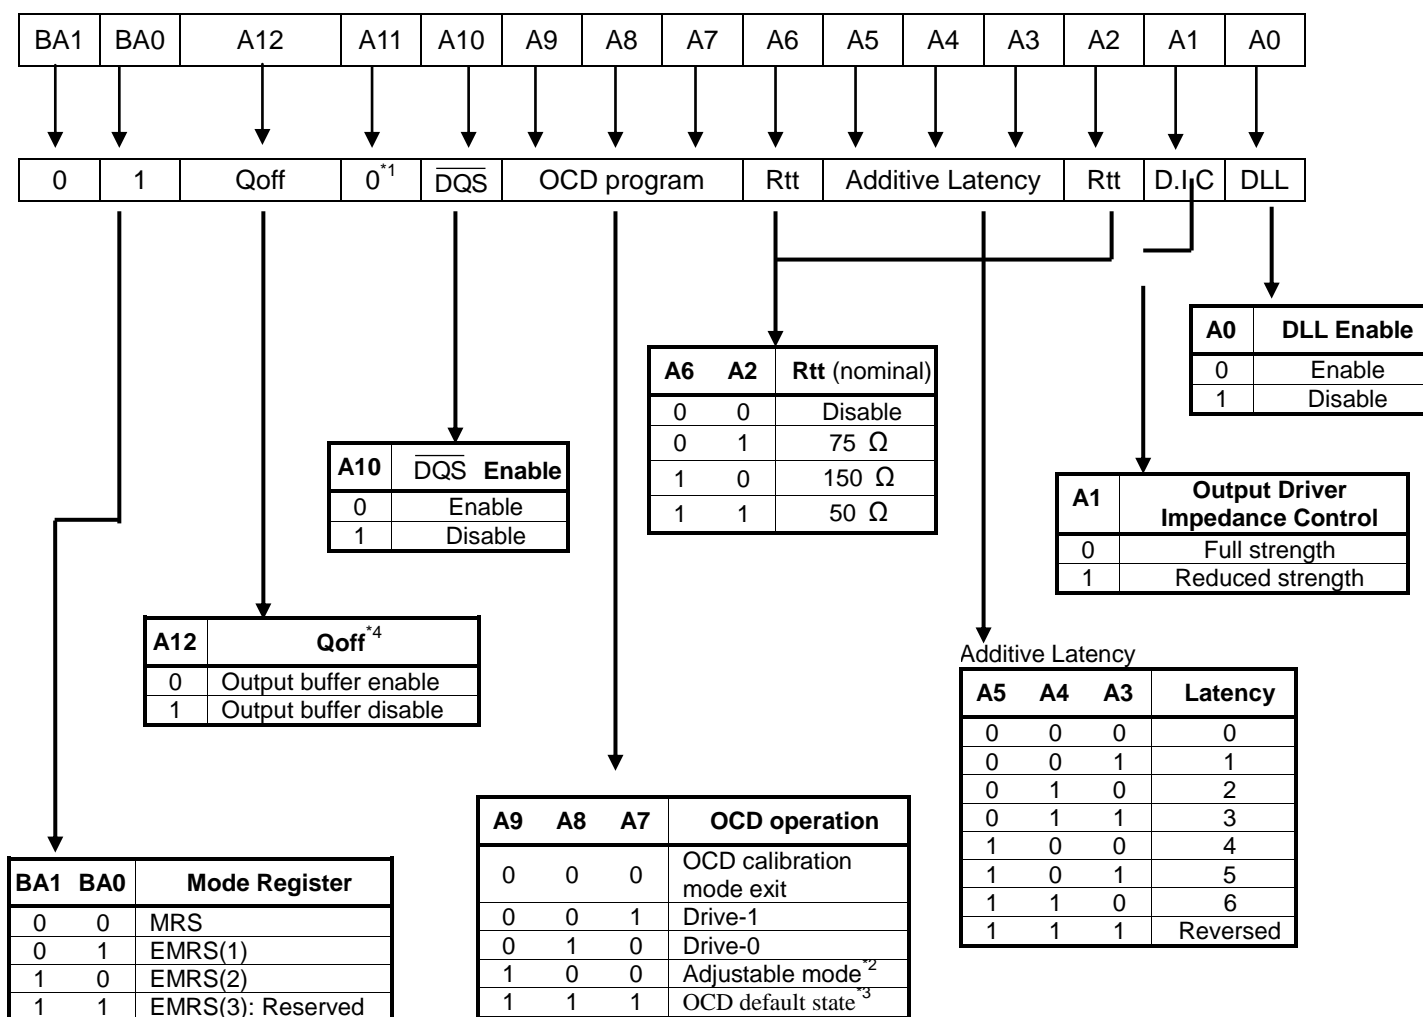 BA1 BA0 A12 A11 A10 A9 A8 A7 A6 A5 A4 A3 A2 A1 A0
0 1 Qoff 0*1 DQS OCD program Rtt Additive Latency Rtt D.I.C DLL
A0 DLL Enable
0 Enable
1 Disable
A6 A2 Rtt (nominal)
0 0 Disable
0 1 75 Ω
1 0 150 Ω
1 1 50 Ω
A10 DQS Enable
0 Enable
1 Disable
A1 Output Driver
Impedance Control
0 Full strength
1 Reduced strength
A12 Qoff*4
0 Output buffer enable
1 Output buffer disable
Additive Latency
A5 A4 A3 Latency
0 0 0 0
0 0 1 1
0 1 0 2
0 1 1 3
1 0 0 4
1 0 1 5
1 1 0 6
1 1 1 Reversed
A9 A8 A7 OCD operation
0 0 0 OCD calibration
mode exit
0 0 1 Drive-1
0 1 0 Drive-0
1 0 0 Adjustable mode*2
1 1 1 OCD default state*3
BA1 BA0 Mode Register
0 0 MRS
0 1 EMRS(1)
1 0 EMRS(2)
1 1 EMRS(3): Reserved